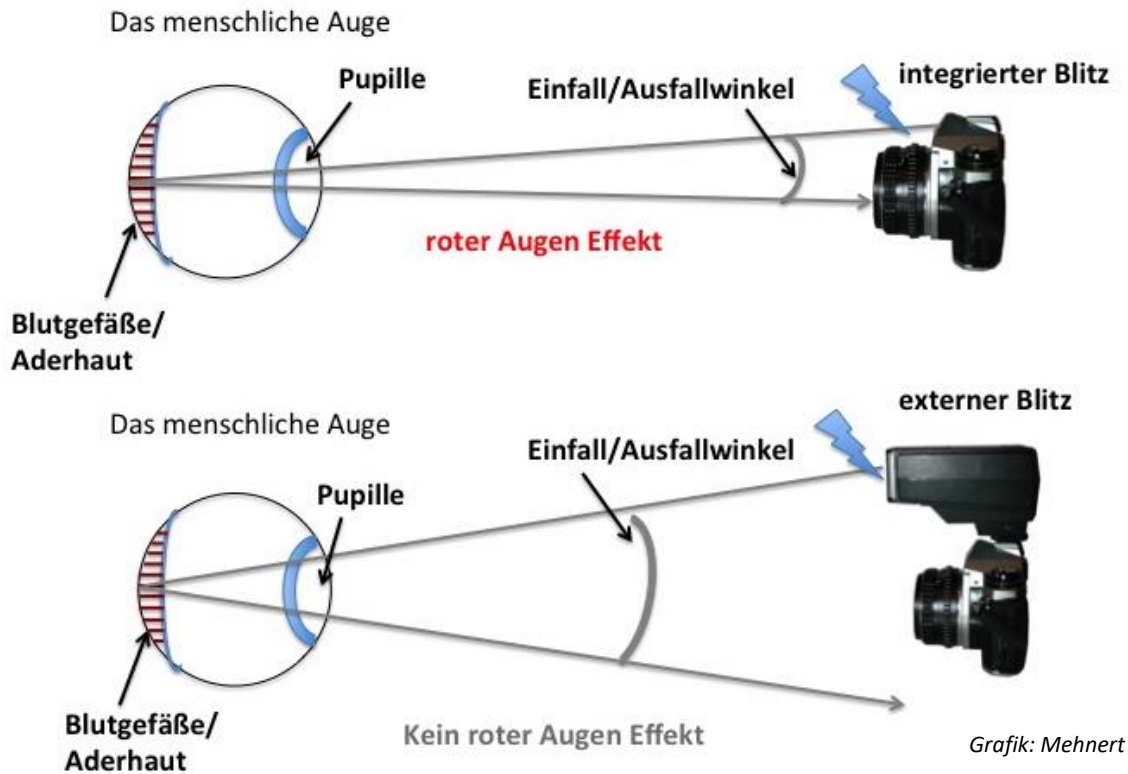 Das menschliche Auge
Pupille
Einfall/Ausfallwinkel
integrierter Blitz
roter Augen Effekt
Blutgefäße/
Aderhaut
externer Blitz
Das menschliche Auge
Einfall/Ausfallwinkel
Pupille
Blutgefäße/
Aderhaut
Kein roter Augen Effekt
Grafik: Mehnert